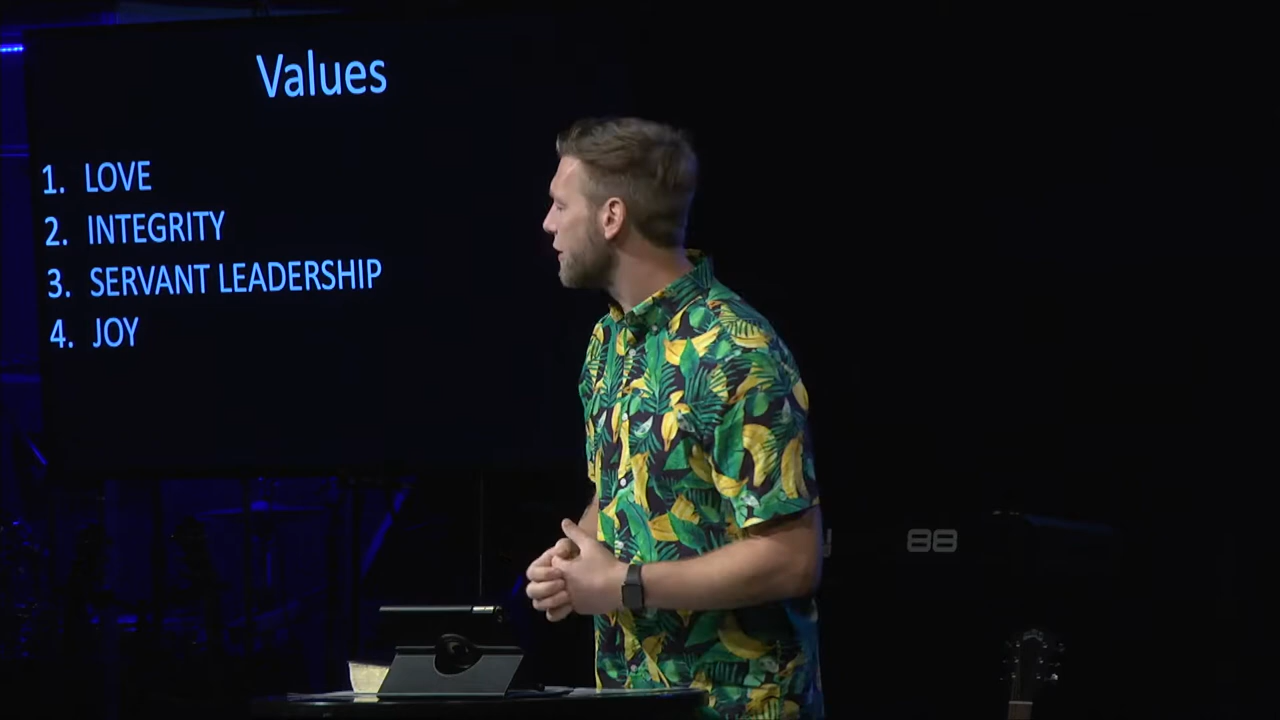 Values
1. LOVE
2. INTEGRITY
3. SERVANT LEADERSHIP
4. JOY
88